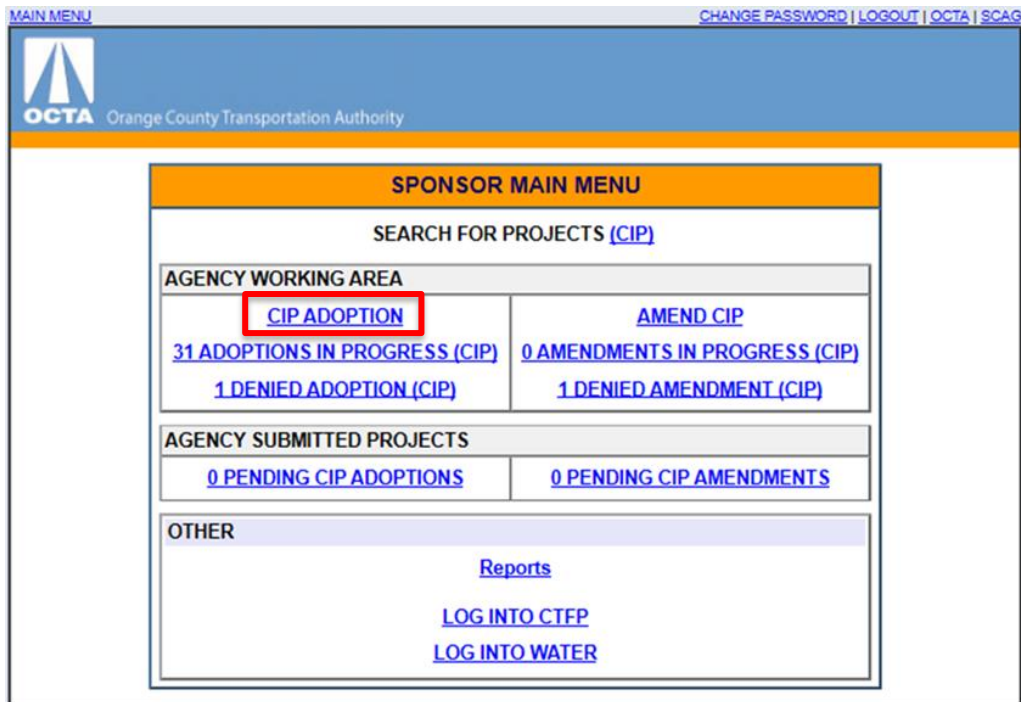 MAIN MENU CHANGE PASSWORD | LOGOUT | OCTA | SCAG
OCTA Orange County Transportation Authority
SPONSOR MAIN MENU
SEARCH FOR PROJECTS (CIP)
AGENCY WORKING AREA
CIP ADOPTION AMEND CIP
31 ADOPTIONS IN PROGRESS (CIP) 0 AMENDMENTS IN PROGRESS (CIP)
1 DENIED ADOPTION (CIP) 1 DENIED AMENDMENT (CIP)
AGENCY SUBMITTED PROJECTS
0 PENDING CIP ADOPTIONS 0 PENDING CIP AMENDMENTS
OTHER
Reports
LOG INTO CTFP
LOG INTO WATER